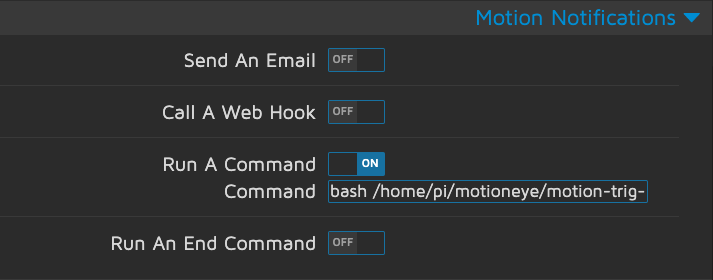 Motion Notifications
Send An Email OFF
Call A Web Hook OFF
Run A Command ON
Command bash /home/pi/motioneye/motion-trig-
Run An End Command OFF